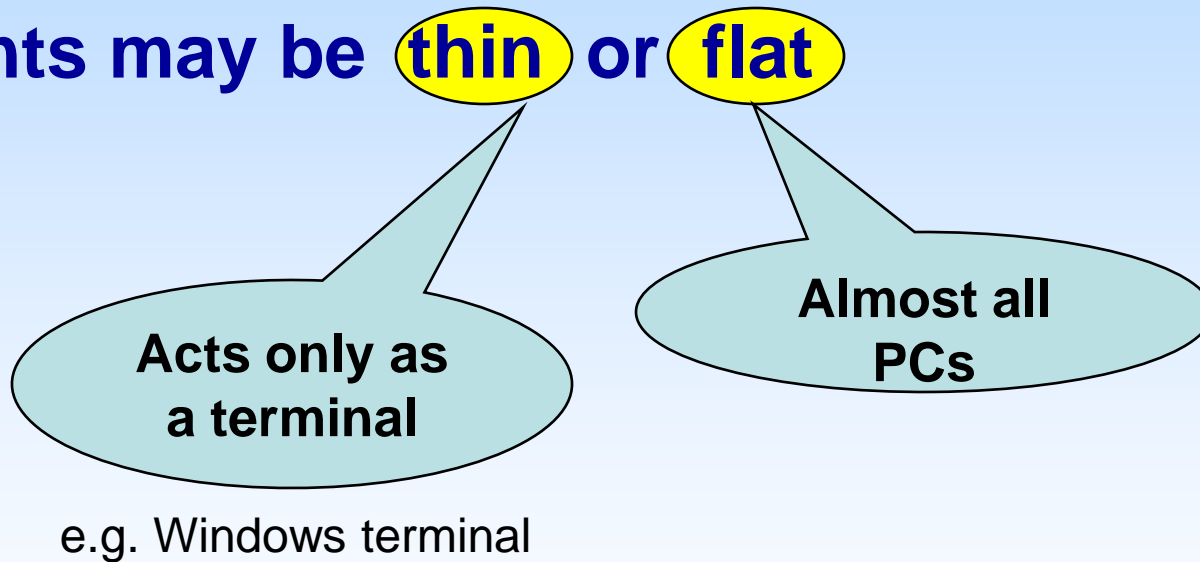 nts may be thin or flat
Almost all
PCs
Acts only as
a terminal
e.g. Windows terminal